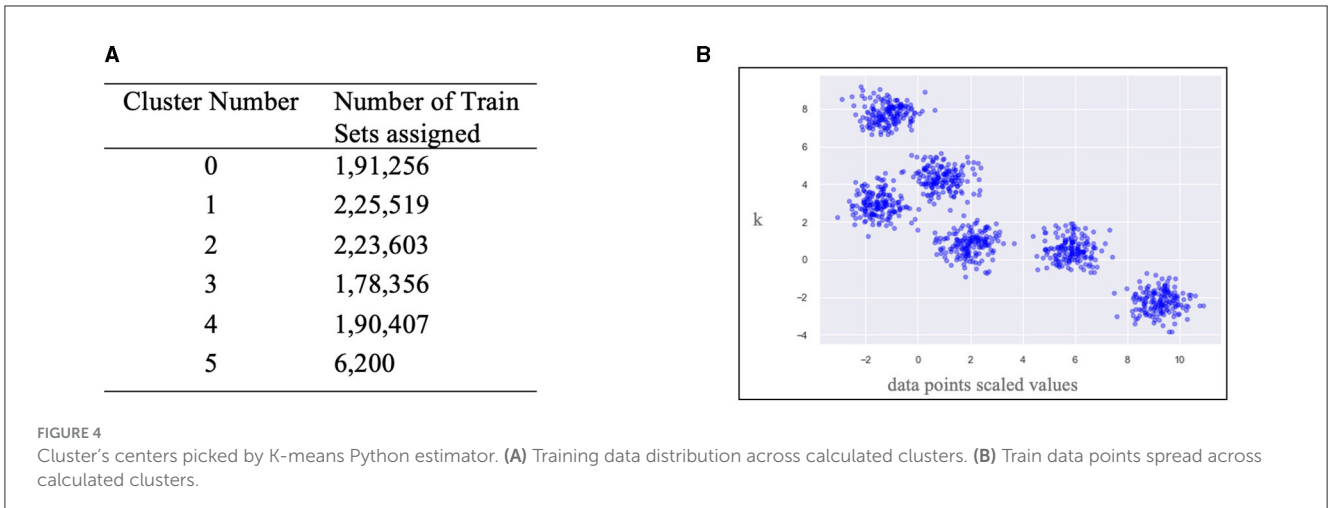 A
Cluster Number Number of Train
Sets assigned
0 1,91,256
1 2,25,519
2 2,23,603
3 1,78,356
4 1,90,407
5 6,200
B
8
6
4
2
0
−2
−4
k
−2 0 2 4 6 8 10
data points scaled values
FIGURE 4
Cluster's centers picked by K-means Python estimator. (A) Training data distribution across calculated clusters. (B) Train data points spread across
calculated clusters.